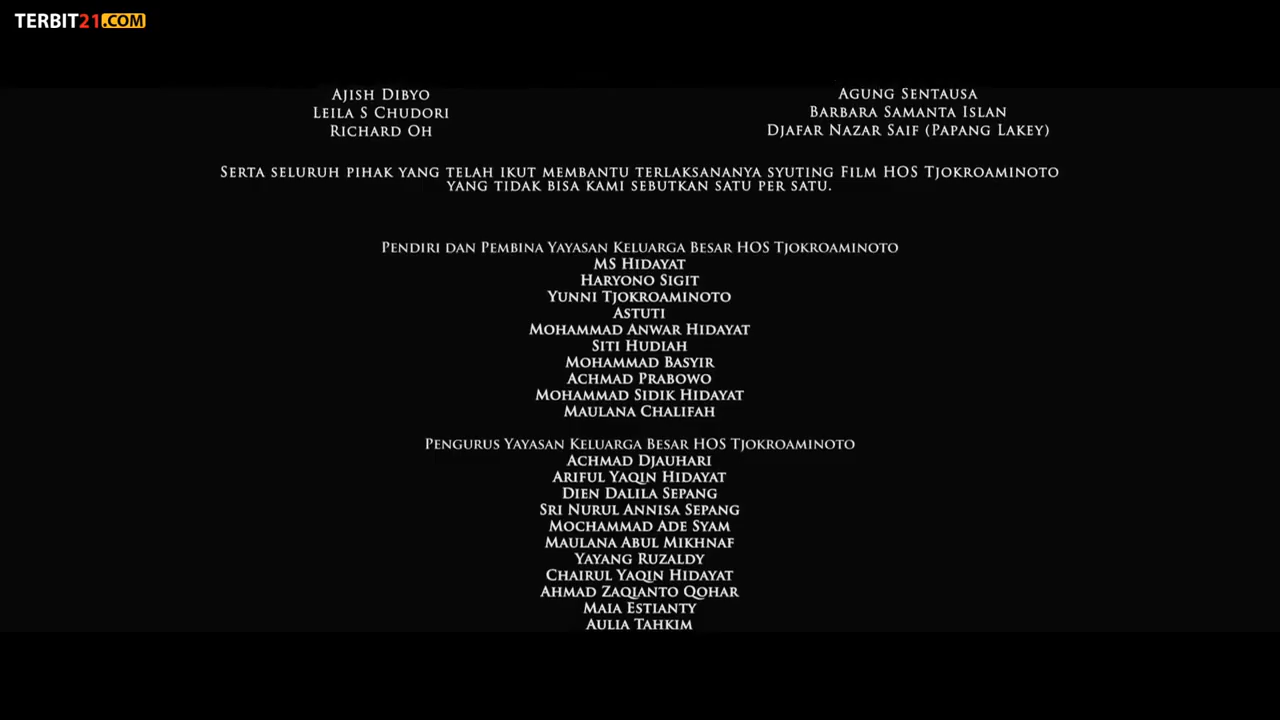 TERBIT21.COM
Ajish Dibyo
Leila S Chudori
Richard Oh
Agung Sentausa
Barbara Samanta Islan
Djafar Nazar Saif (Papang Lakey)
Serta seluruh pihak yang telah ikut membantu terlaksananya syuting Film HOS Tjokroaminoto
yang tidak bisa kami sebutkan satu per satu.
Pendiri dan Pembina Yayasan Keluarga Besar HOS Tjokroaminoto
MS Hidayat
Haryono Sigit
Yunni Tjokroaminoto
Astuti
Mohammad Anwar Hidayat
Siti Hudiah
Mohammad Basyir
Achmad Prabowo
Mohammad Sidik Hidayat
Maulana Chalifah
Pengurus Yayasan Keluarga Besar HOS Tjokroaminoto
Achmad Djauhari
Ariful Yaqin Hidayat
Dien Dalila Sepang
Sri Nurul Annisa Sepang
Mochammad Ade Syam
Maulana Abul Mikhnaf
Yayang Ruzaldy
Chairul Yaqin Hidayat
Ahmad Zaqianto Qohar
Maia Estianty
Aulia Tahkim